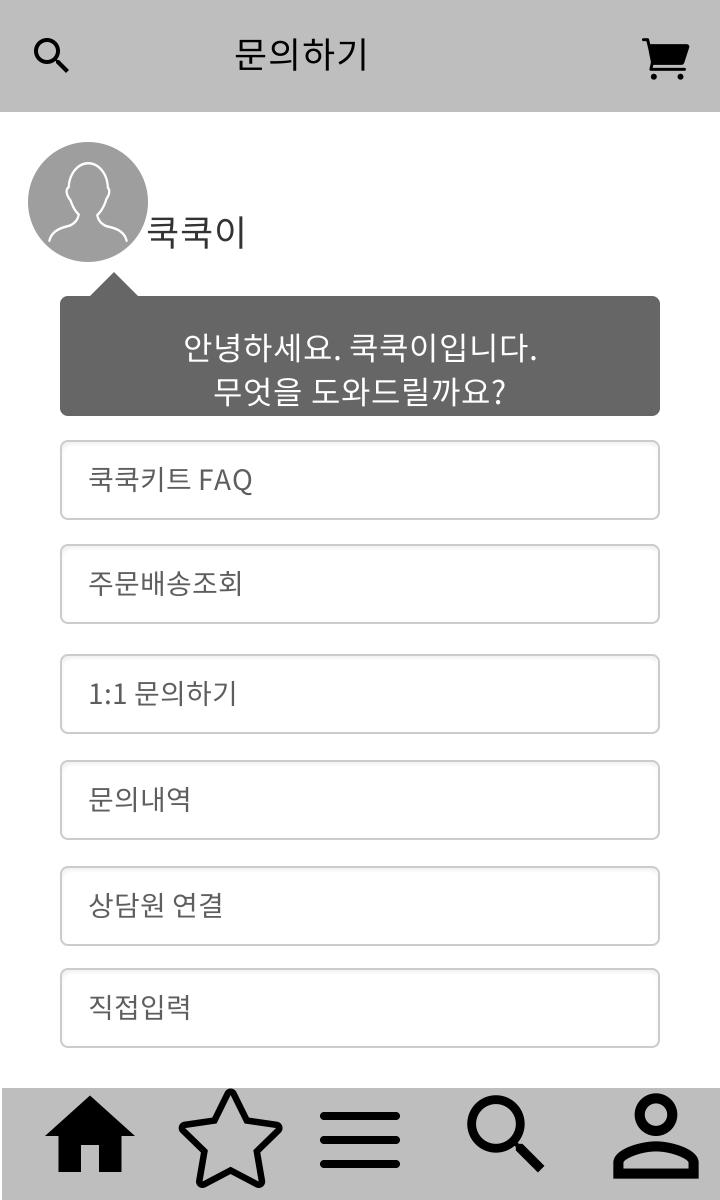 문의하기
쿡쿡이
안녕하세요. 쿡쿡이입니다.
무엇을 도와드릴까요?
쿡쿡키트 FAQ
주문배송조회
1:1 문의하기
문의내역
상담원 연결
직접입력